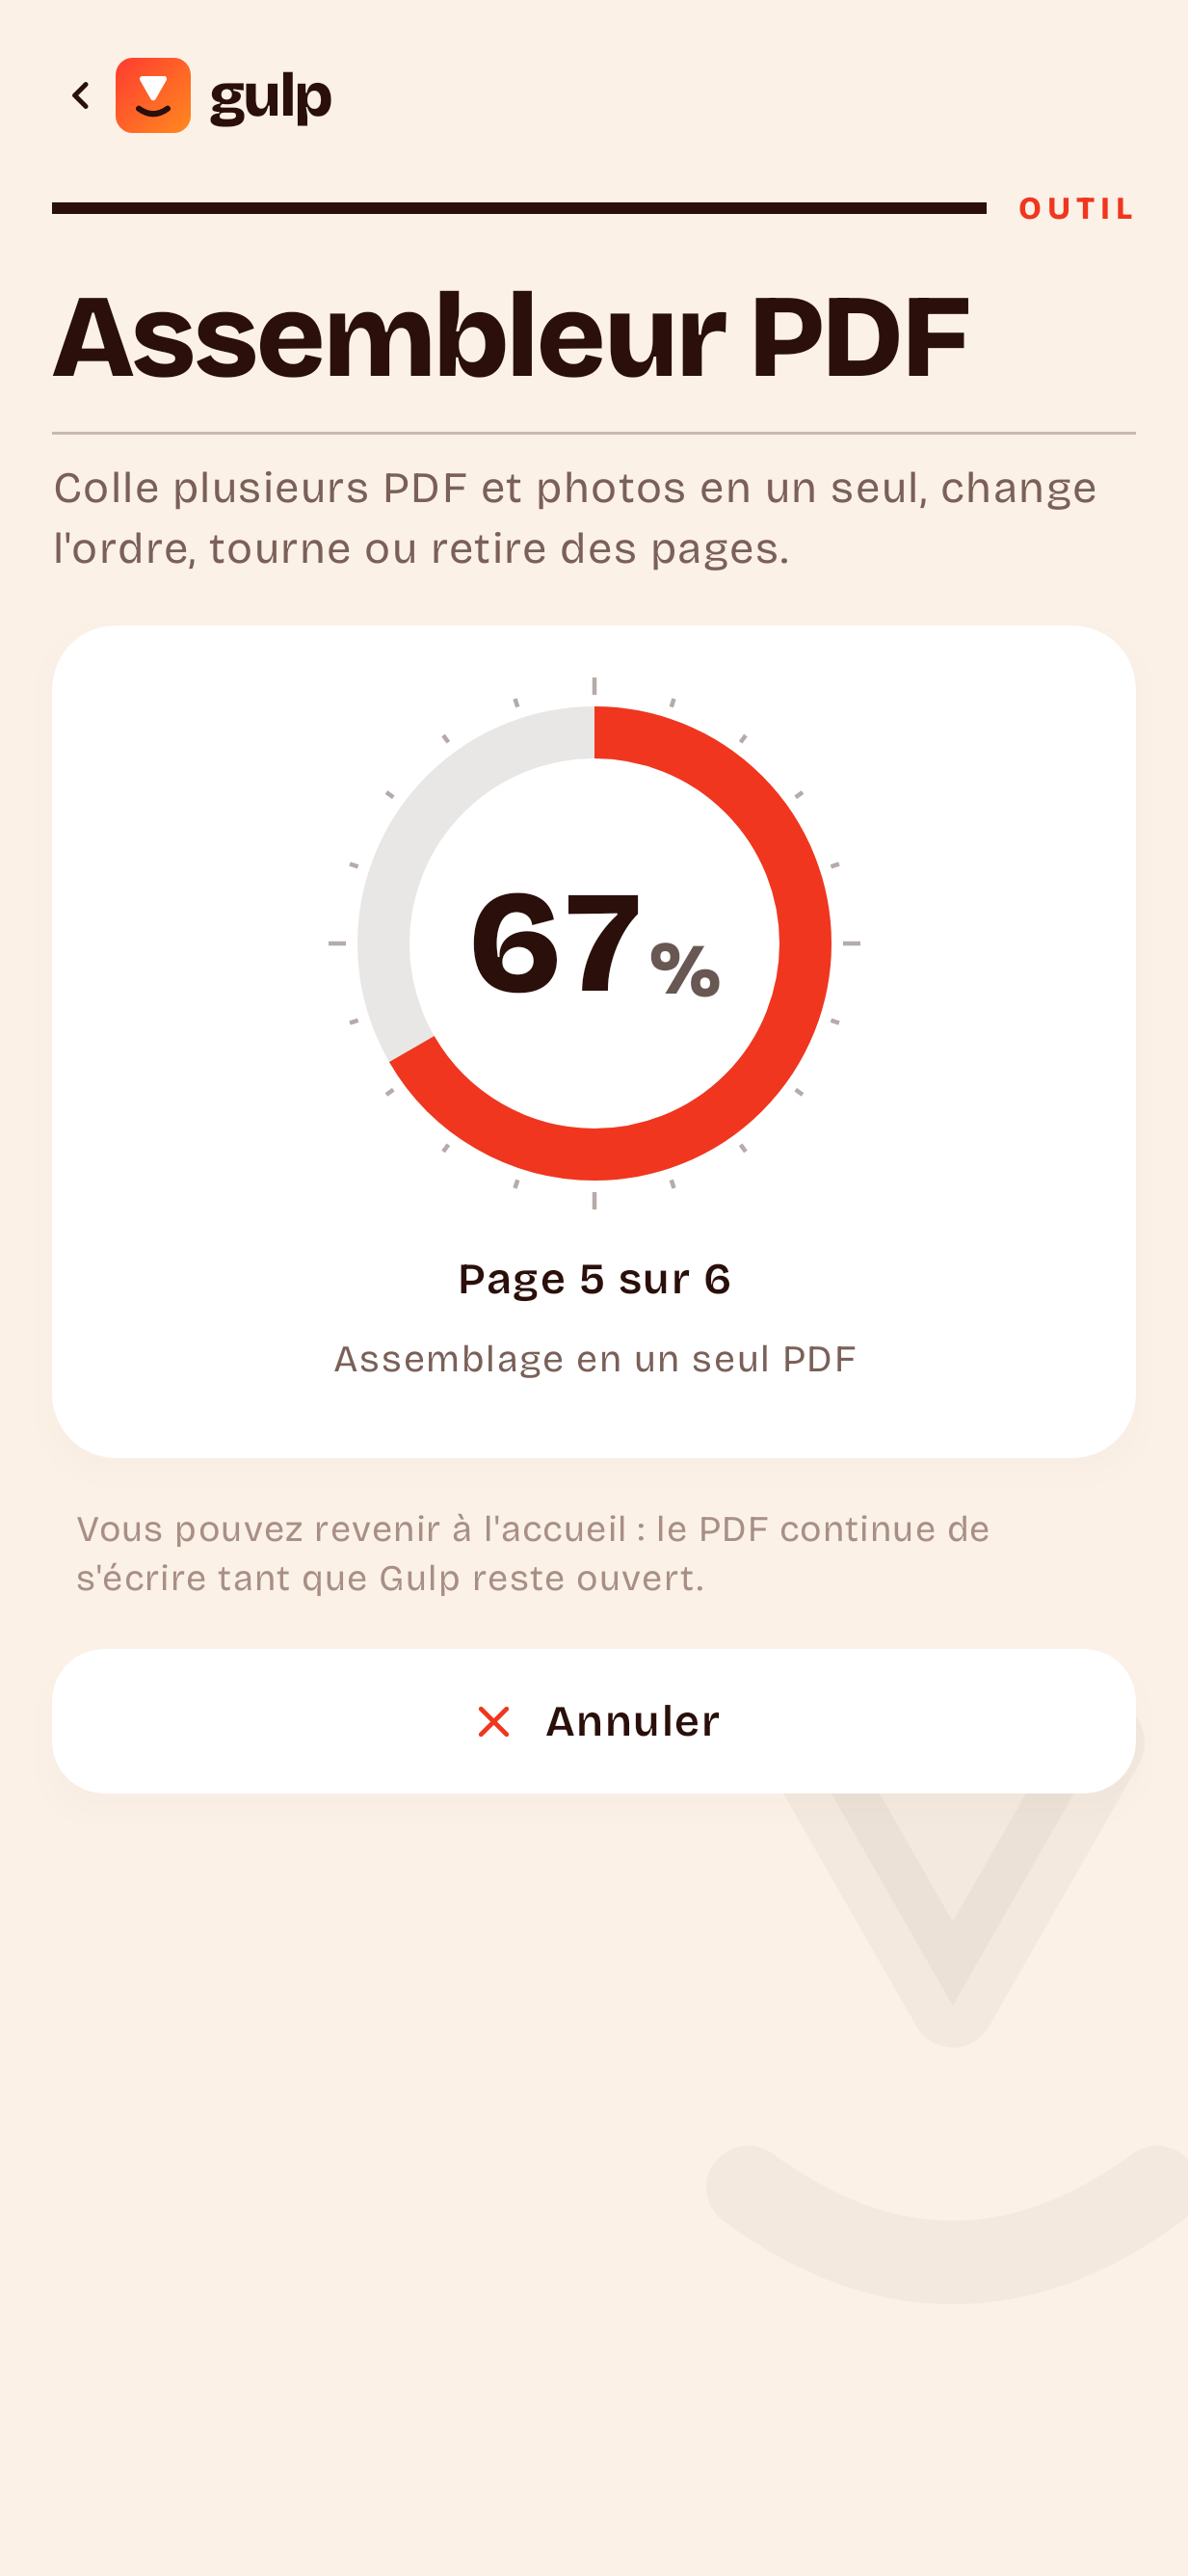 gulp
OUTIL
Assembleur PDF
Colle plusieurs PDF et photos en un seul, change
l'ordre, tourne ou retire des pages.
67%
Page 5 sur 6
Assemblage en un seul PDF
Vous pouvez revenir à l'accueil : le PDF continue de
s'écrire tant que Gulp reste ouvert.
Annuler